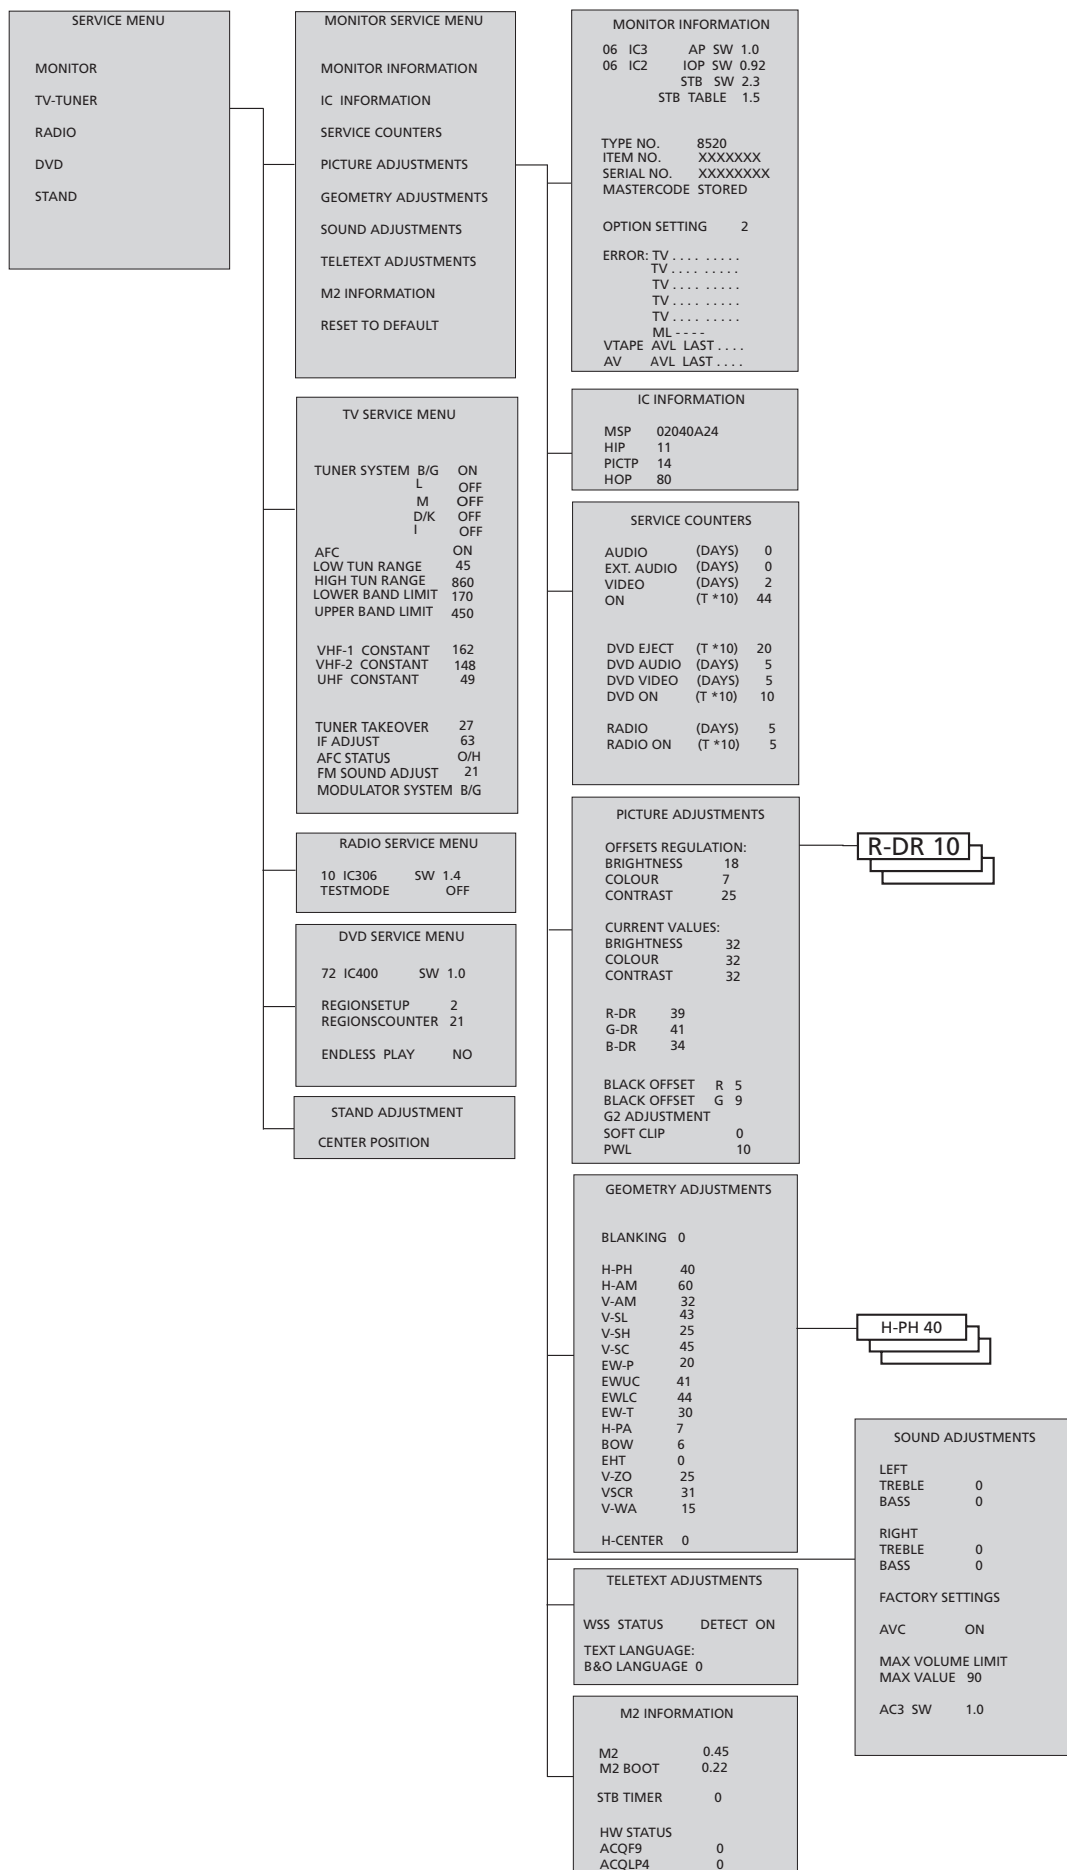 SERVICE MENU
MONITOR
TV-TUNER
RADIO
DVD
STAND
MONITOR SERVICE MENU
MONITOR INFORMATION
IC INFORMATION
SERVICE COUNTERS
PICTURE ADJUSTMENTS
GEOMETRY ADJUSTMENTS
SOUND ADJUSTMENTS
TELETEXT ADJUSTMENTS
M2 INFORMATION
RESET TO DEFAULT
TV SERVICE MENU
TUNER SYSTEM B/G ON
L OFF
M OFF
D/K OFF
I OFF
AFC ON
LOW TUN RANGE 45
HIGH TUN RANGE 860
LOWER BAND LIMIT 170
UPPER BAND LIMIT 450
VHF-1 CONSTANT 162
VHF-2 CONSTANT 148
UHF CONSTANT 49
TUNER TAKEOVER 27
IF ADJUST 63
AFC STATUS O/H
FM SOUND ADJUST 21
MODULATOR SYSTEM B/G
RADIO SERVICE MENU
10 IC306 SW 1.4
TESTMODE OFF
DVD SERVICE MENU
72 IC400 SW 1.0
REGIONSETUP 2
REGIONSCOUNTER 21
ENDLESS PLAY NO
STAND ADJUSTMENT
CENTER POSITION
MONITOR INFORMATION
06 IC3 AP SW 1.0
06 IC2 IOP SW 0.92
STB SW 2.3
STB TABLE 1.5
TYPE NO. 8520
ITEM NO. XXXXXXX
SERIAL NO. XXXXXXXX
MASTERCODE STORED
OPTION SETTING 2
ERROR: TV . . . . . . . . .
TV . . . . . . . . .
TV . . . . . . . . .
TV . . . . . . . . .
TV . . . . . . . . .
ML - - - -
VTAPE AVL LAST . . . .
AV AVL LAST . . . .
IC INFORMATION
MSP 02040A24
HIP 11
PICTP 14
HOP 80
SERVICE COUNTERS
AUDIO (DAYS) 0
EXT. AUDIO (DAYS) 0
VIDEO (DAYS) 2
ON (T *10) 44
DVD EJECT (T *10) 20
DVD AUDIO (DAYS) 5
DVD VIDEO (DAYS) 5
DVD ON (T *10) 10
RADIO (DAYS) 5
RADIO ON (T *10) 5
PICTURE ADJUSTMENTS
OFFSETS REGULATION:
BRIGHTNESS 18
COLOUR 7
CONTRAST 25
CURRENT VALUES:
BRIGHTNESS 32
COLOUR 32
CONTRAST 32
R-DR 39
G-DR 41
B-DR 34
BLACK OFFSET R 5
BLACK OFFSET G 9
G2 ADJUSTMENT
SOFT CLIP 0
PWL 10
R-DR 10
GEOMETRY ADJUSTMENTS
BLANKING 0
H-PH 40
H-AM 60
V-AM 32
V-SL 43
V-SH 25
V-SC 45
EW-P 20
EWUC 41
EWLC 44
EW-T 30
H-PA 7
BOW 6
EHT 0
V-ZO 25
VSCR 31
V-WA 15
H-CENTER 0
H-PH 40
SOUND ADJUSTMENTS
LEFT
TREBLE 0
BASS 0
RIGHT
TREBLE 0
BASS 0
FACTORY SETTINGS
AVC ON
MAX VOLUME LIMIT
MAX VALUE 90
AC3 SW 1.0
TELETEXT ADJUSTMENTS
WSS STATUS DETECT ON
TEXT LANGUAGE:
B&O LANGUAGE 0
M2 INFORMATION
M2 0.45
M2 BOOT 0.22
STB TIMER 0
HW STATUS
ACQF9 0
ACQLP4 0